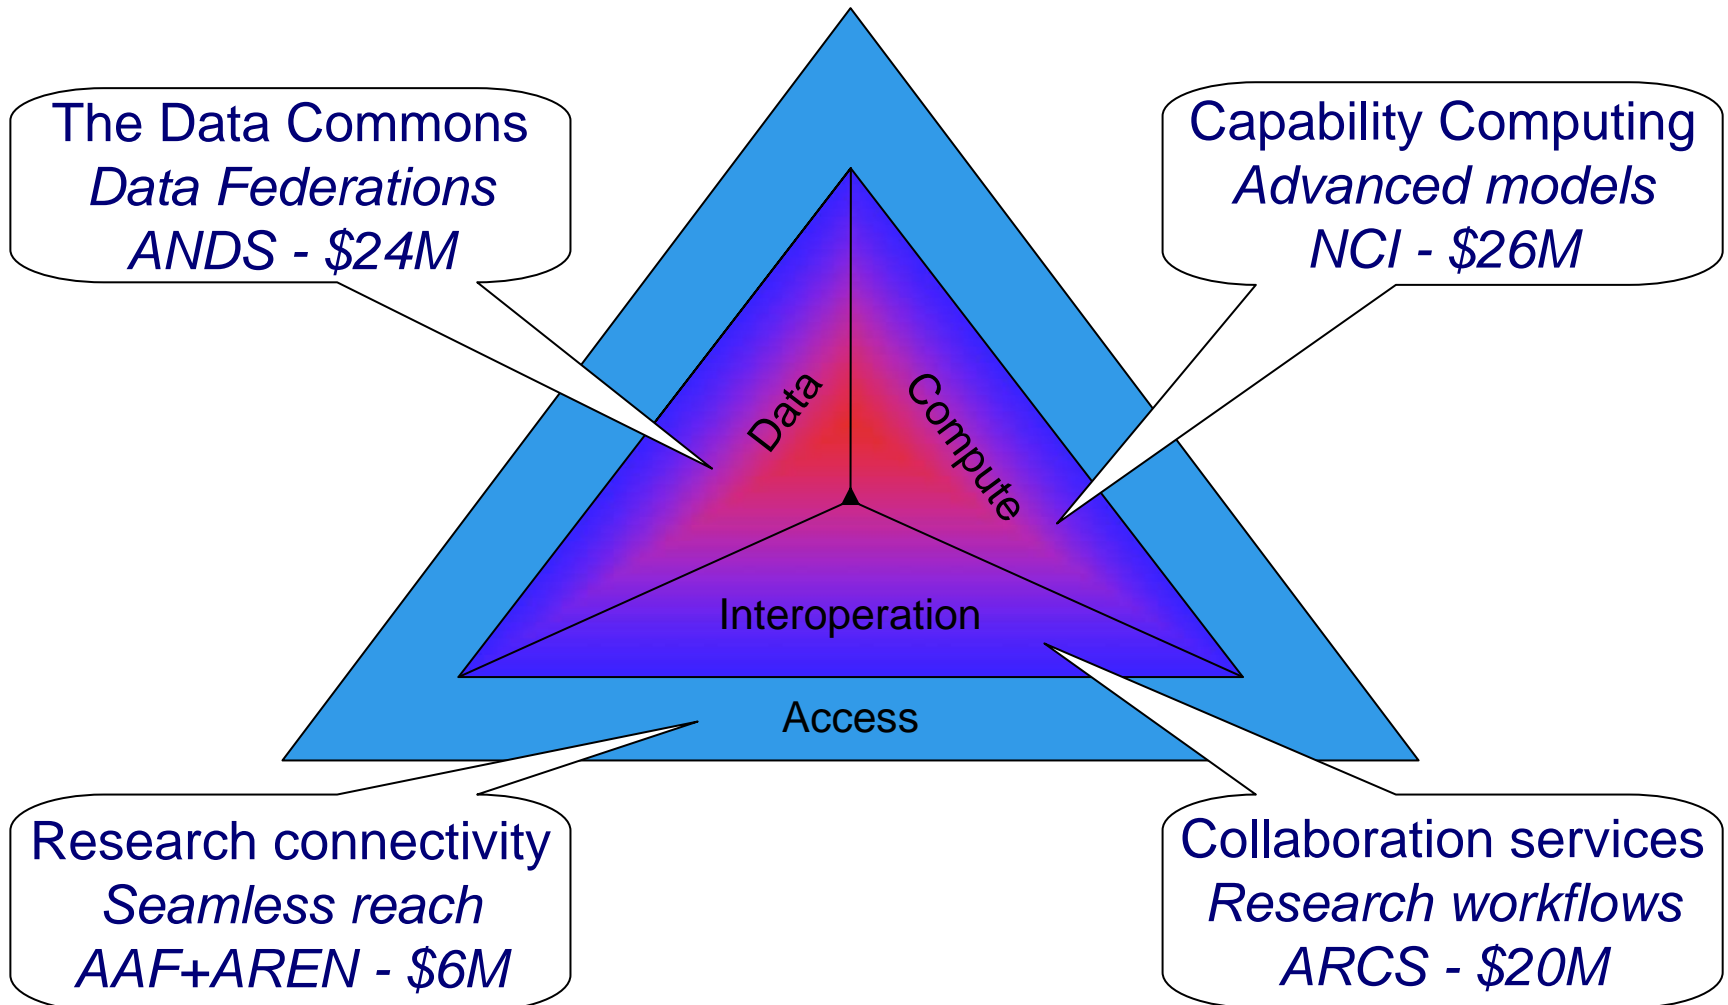 The Data Commons
Data Federations
ANDS - $24M
Capability Computing
Advanced models
NCI - $26M
Data
Compute
Interoperation
Access
Research connectivity
Seamless reach
AAF+AREN - $6M
Collaboration services
Research workflows
ARCS - $20M